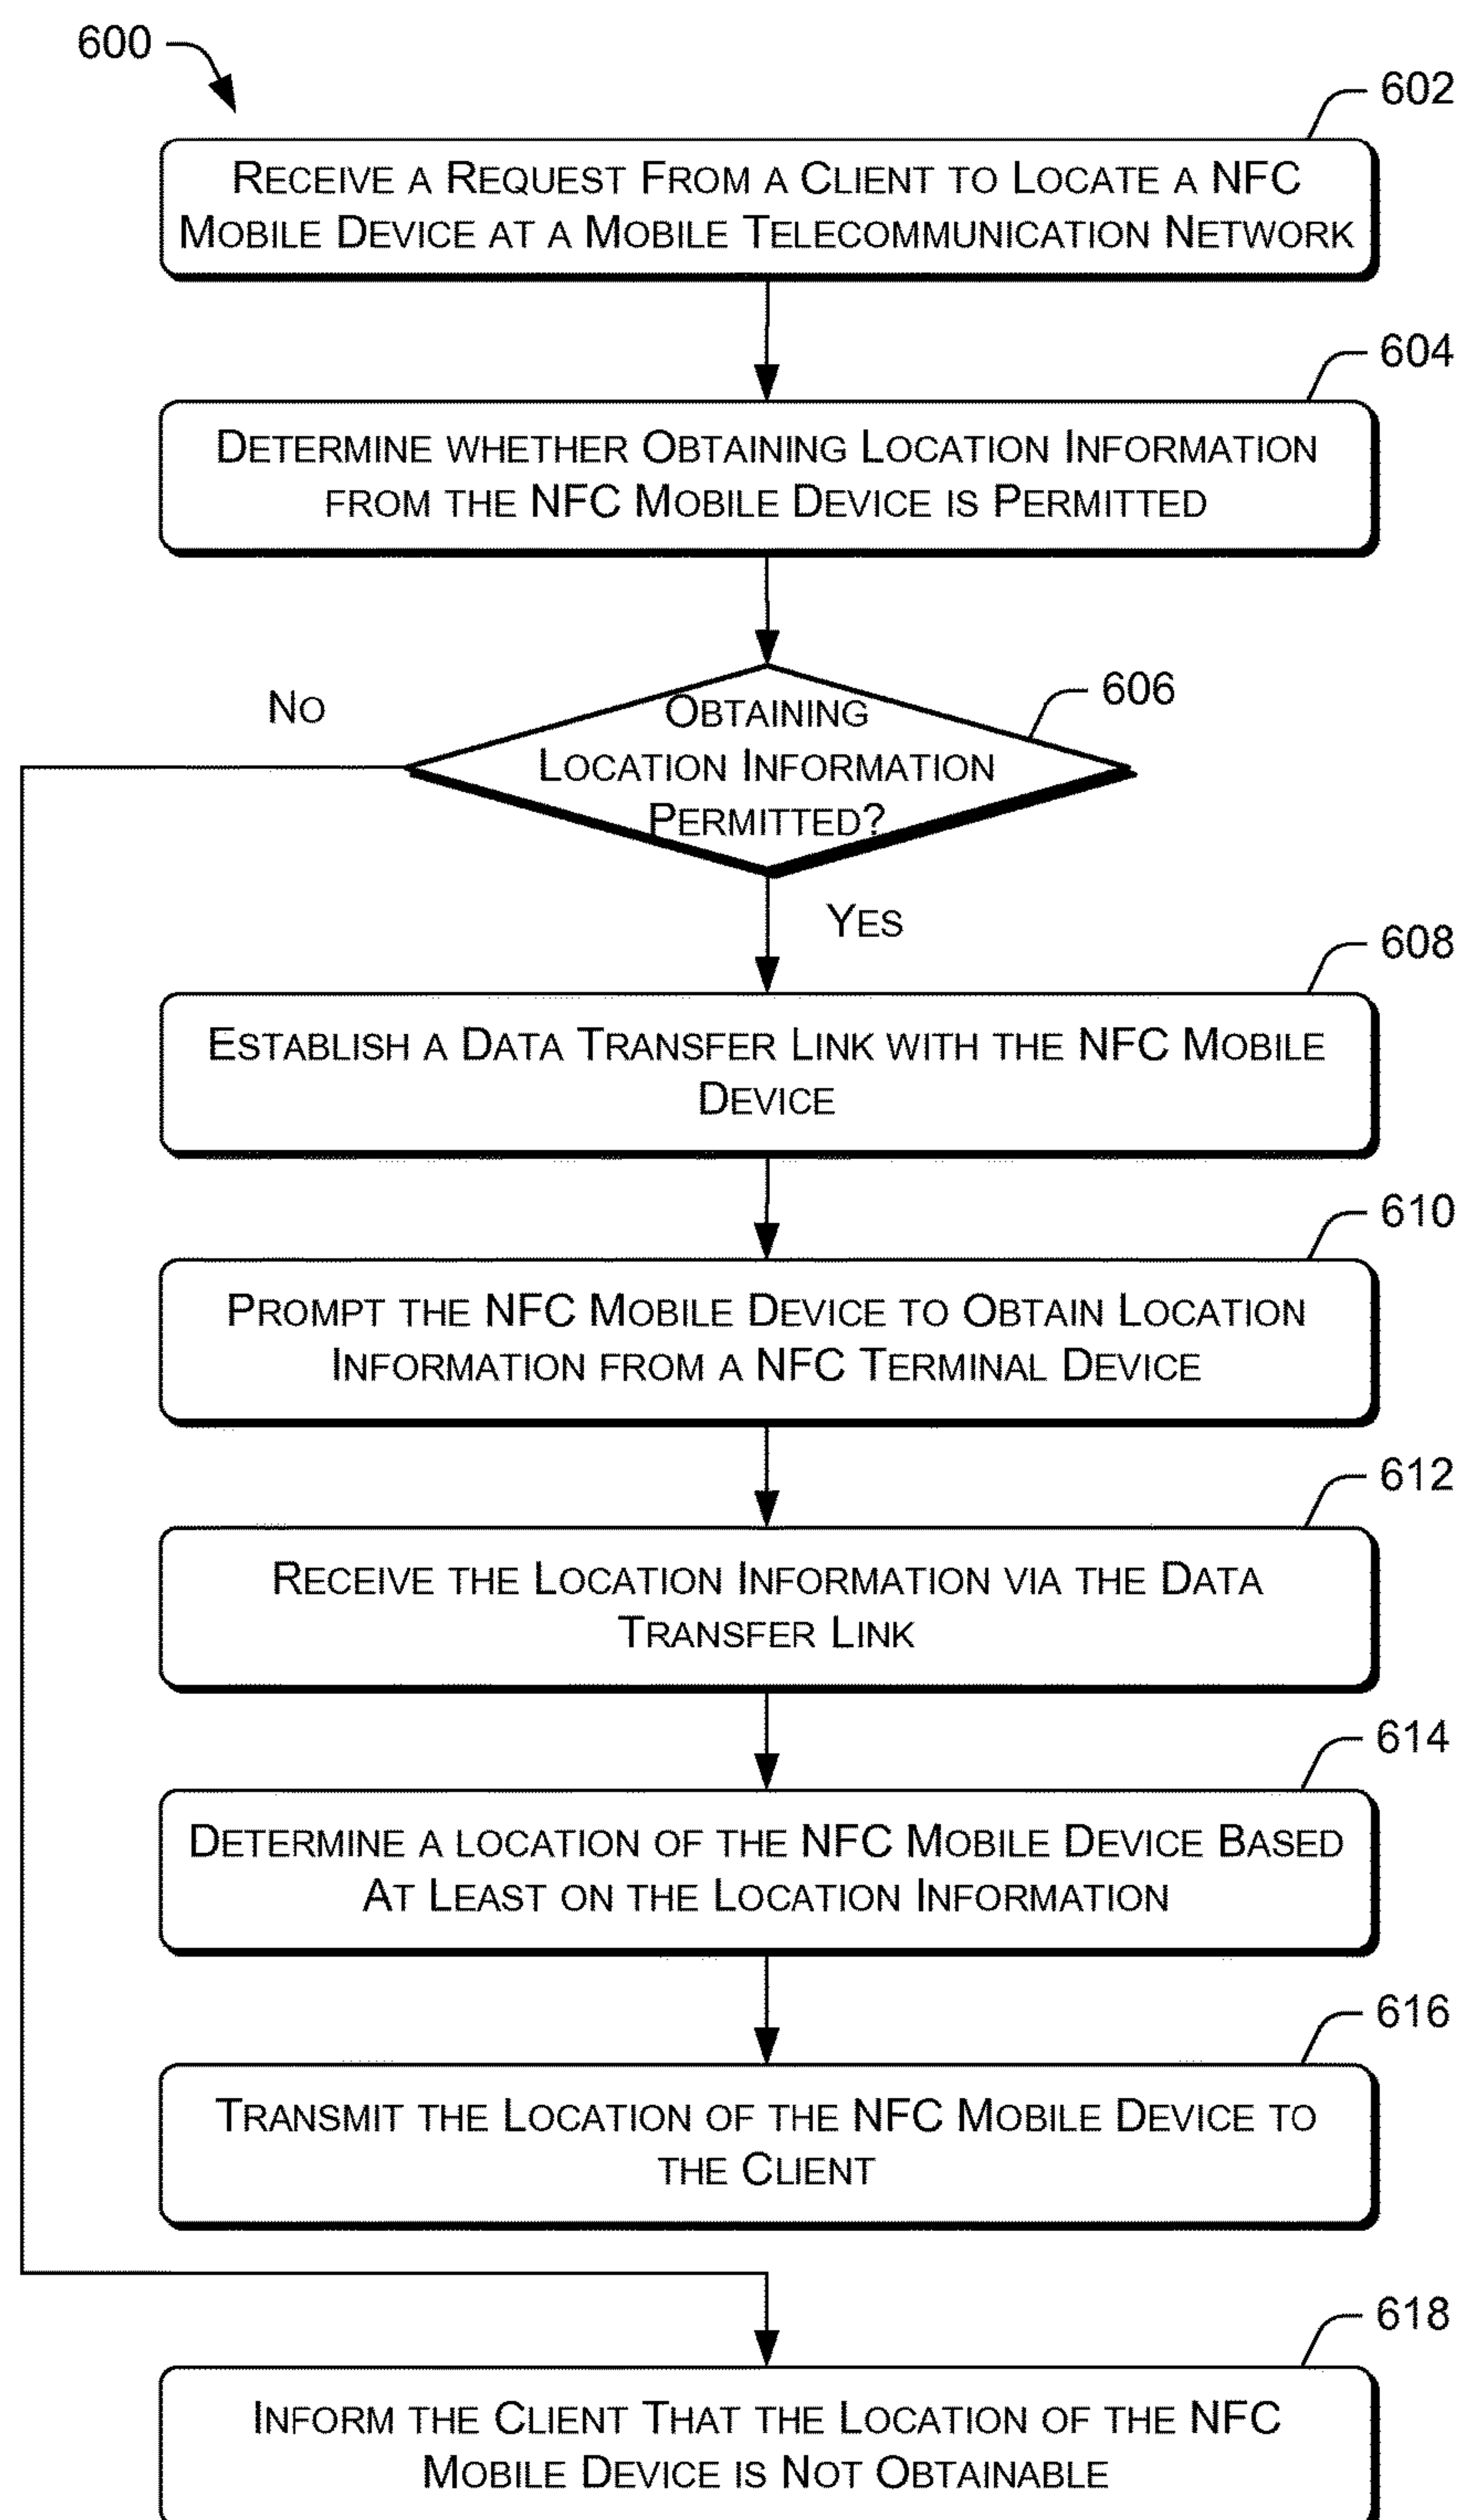 600
602
RECEIVE A REQUEST FROM A CLIENT TO LOCATE A NFC
MOBILE DEVICE AT A MOBILE TELECOMMUNICATION NETWORK
604
DETERMINE WHETHER OBTAINING LOCATION INFORMATION
FROM THE NFC MOBILE DEVICE IS PERMITTED
606
NO
OBTAINING
LOCATION INFORMATION
PERMITTED?
YES
608
ESTABLISH A DATA TRANSFER LINK WITH THE NFC MOBILE
DEVICE
610
PROMPT THE NFC MOBILE DEVICE TO OBTAIN LOCATION
INFORMATION FROM A NFC TERMINAL DEVICE
612
RECEIVE THE LOCATION INFORMATION VIA THE DATA
TRANSFER LINK
614
DETERMINE A LOCATION OF THE NFC MOBILE DEVICE BASED
AT LEAST ON THE LOCATION INFORMATION
616
TRANSMIT THE LOCATION OF THE NFC MOBILE DEVICE TO
THE CLIENT
618
INFORM THE CLIENT THAT THE LOCATION OF THE NFC
MOBILE DEVICE IS NOT OBTAINABLE